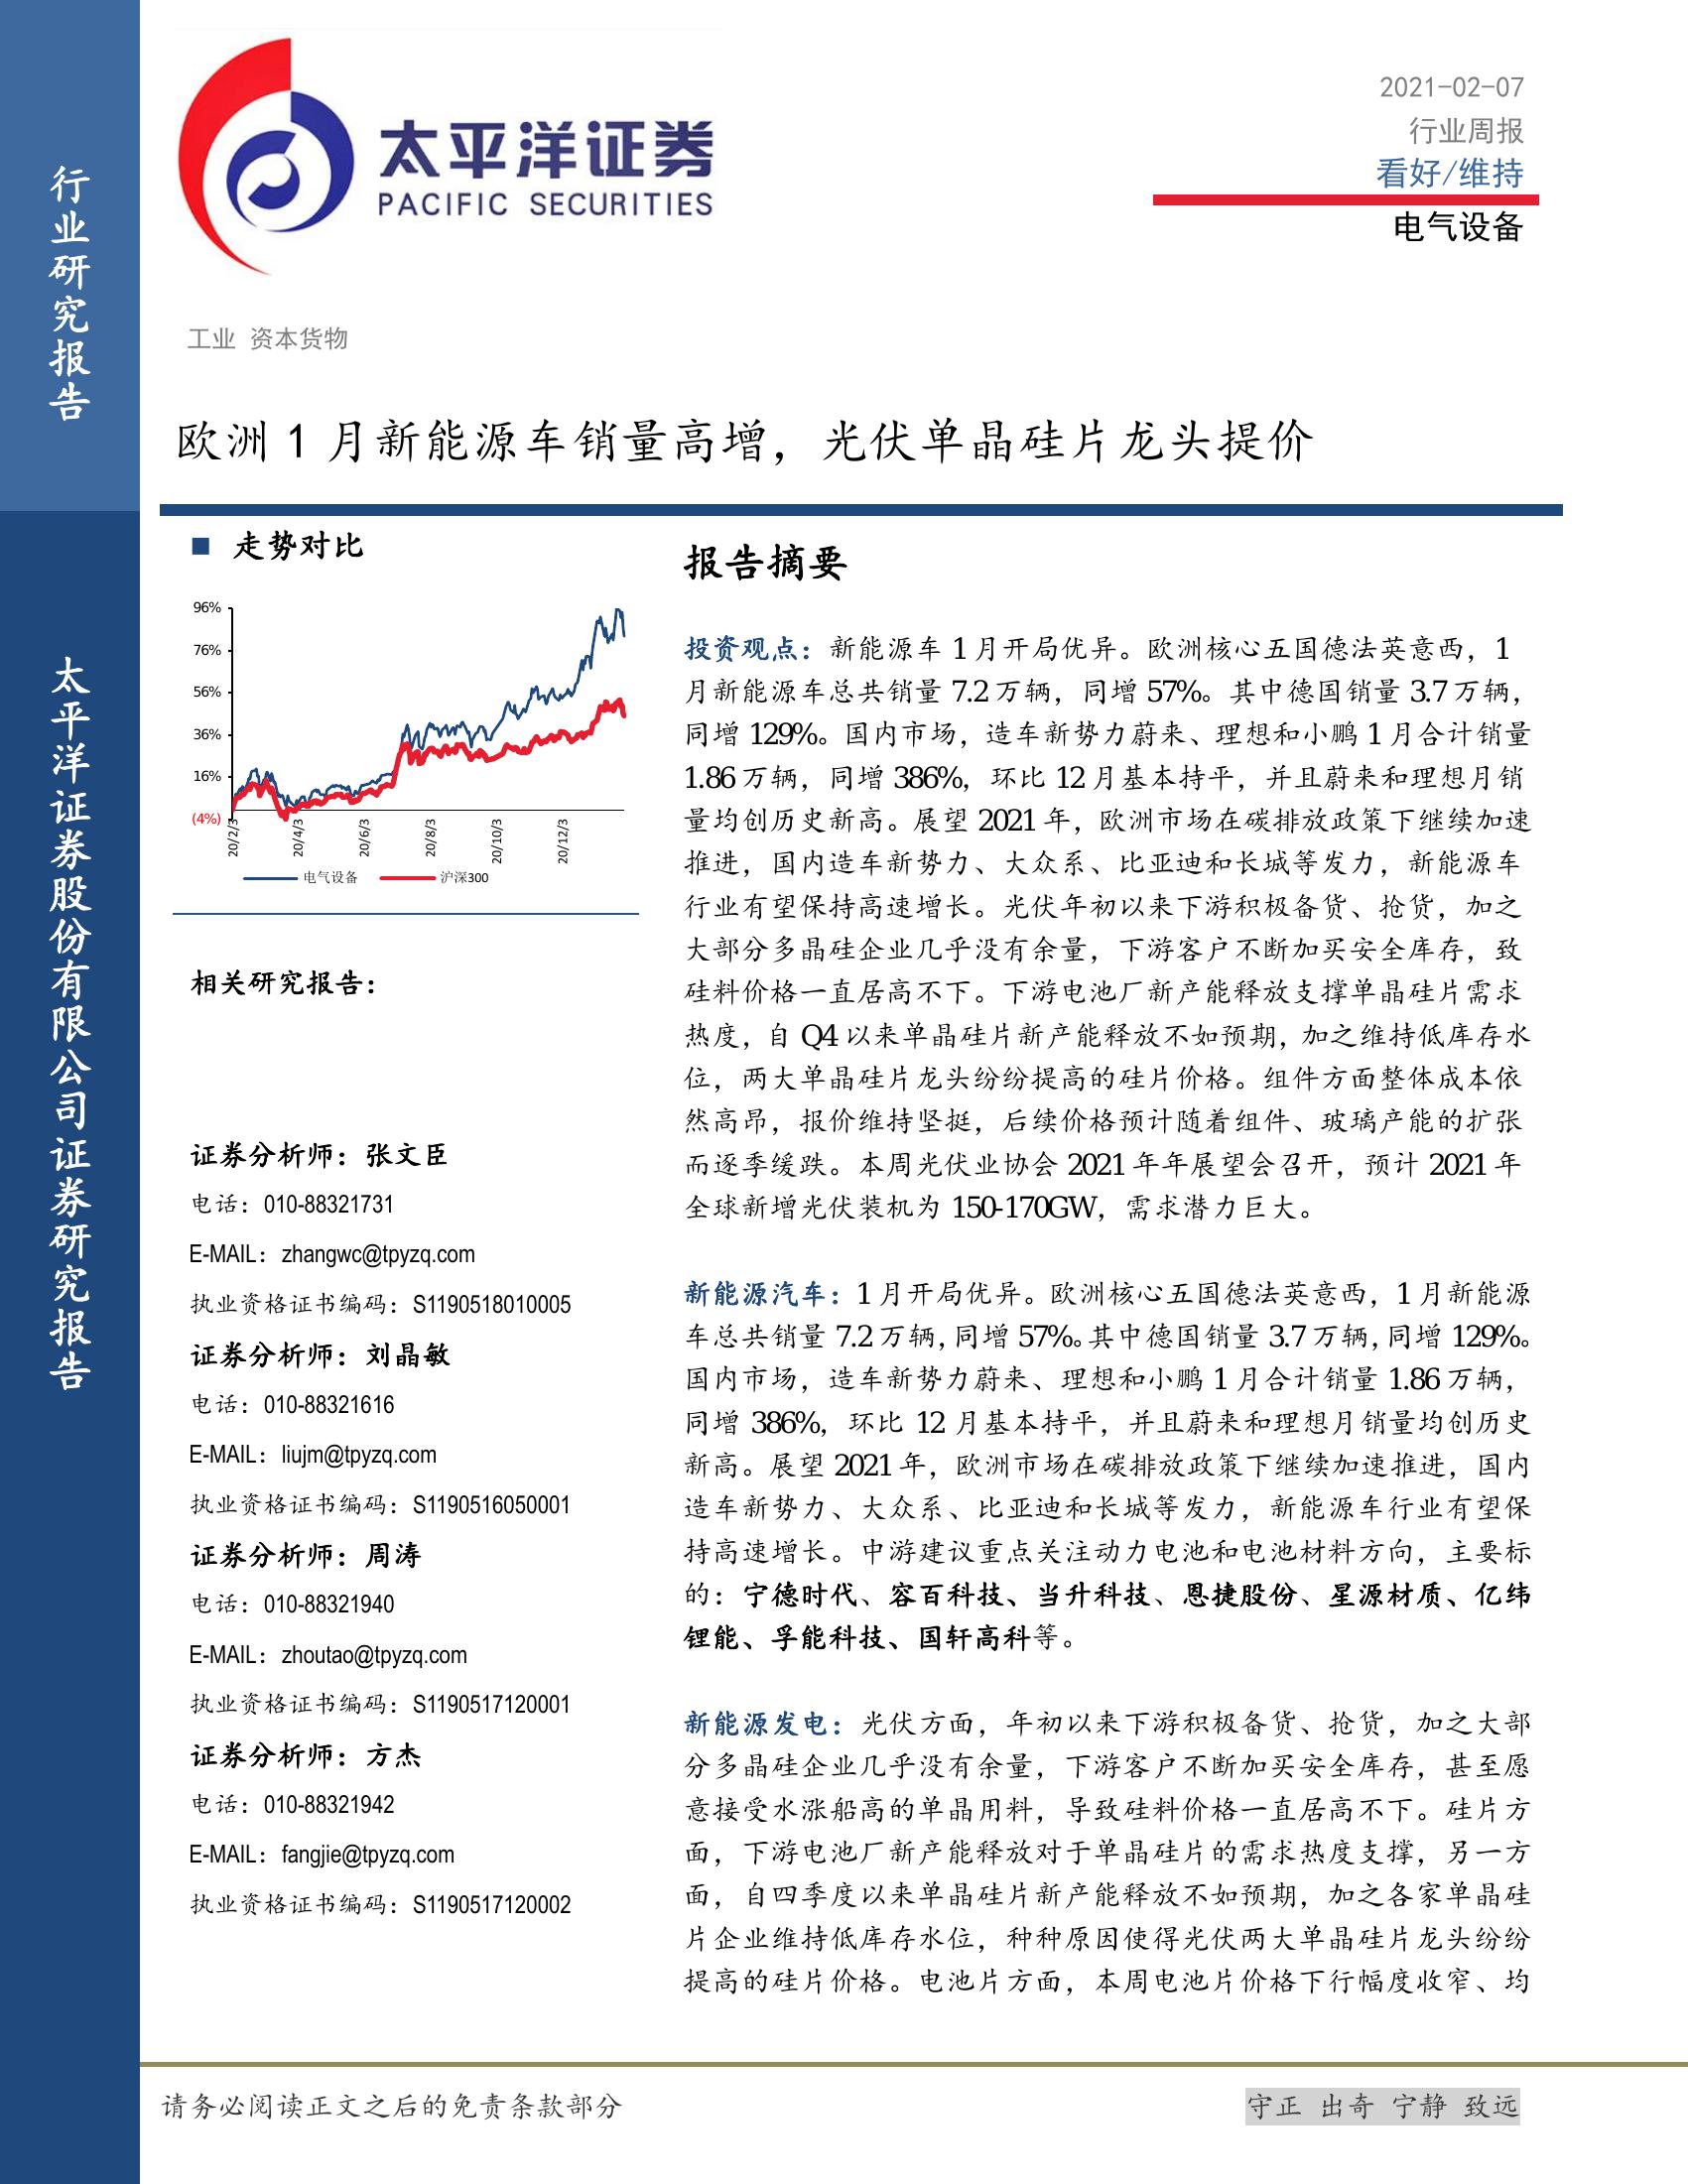 行业研究报告
太平洋证券股份有限公司证券研究报告
太平洋证券
PACIFIC SECURITIES
2021-02-07
行业周报
看好/维持
电气设备
工业 资本货物
欧洲 1 月新能源车销量高增，光伏单晶硅片龙头提价
■ 走势对比
96%
76%
56%
36%
16%
(4%)
20/2/3
20/4/3
20/6/3
20/8/3
20/10/3
20/12/3
电气设备 沪深300
相关研究报告：
证券分析师：张文臣
电话：010-88321731
E-MAIL：zhangwc@tpyzq.com
执业资格证书编码：S1190518010005
证券分析师：刘晶敏
电话：010-88321616
E-MAIL：liujm@tpyzq.com
执业资格证书编码：S1190516050001
证券分析师：周涛
电话：010-88321940
E-MAIL：zhoutao@tpyzq.com
执业资格证书编码：S1190517120001
证券分析师：方杰
电话：010-88321942
E-MAIL：fangjie@tpyzq.com
执业资格证书编码：S1190517120002
报告摘要
投资观点：新能源车 1 月开局优异。欧洲核心五国德法英意西，1
月新能源车总共销量 7.2 万辆，同增 57%。其中德国销量 3.7 万辆，
同增 129%。国内市场，造车新势力蔚来、理想和小鹏 1 月合计销量
1.86 万辆，同增 386%，环比 12 月基本持平，并且蔚来和理想月销
量均创历史新高。展望 2021 年，欧洲市场在碳排放政策下继续加速
推进，国内造车新势力、大众系、比亚迪和长城等发力，新能源车
行业有望保持高速增长。光伏年初以来下游积极备货、抢货，加之
大部分多晶硅企业几乎没有余量，下游客户不断加买安全库存，致
硅料价格一直居高不下。下游电池厂新产能释放支撑单晶硅片需求
热度，自 Q4 以来单晶硅片新产能释放不如预期，加之维持低库存水
位，两大单晶硅片龙头纷纷提高的硅片价格。组件方面整体成本依
然高昂，报价维持坚挺，后续价格预计随着组件、玻璃产能的扩张
而逐季缓跌。本周光伏业协会 2021 年年展望会召开，预计 2021 年
全球新增光伏装机为 150-170GW，需求潜力巨大。
新能源汽车：1 月开局优异。欧洲核心五国德法英意西，1 月新能源
车总共销量 7.2 万辆，同增 57%。其中德国销量 3.7 万辆，同增 129%。
国内市场，造车新势力蔚来、理想和小鹏 1 月合计销量 1.86 万辆，
同增 386%，环比 12 月基本持平，并且蔚来和理想月销量均创历史
新高。展望 2021 年，欧洲市场在碳排放政策下继续加速推进，国内
造车新势力、大众系、比亚迪和长城等发力，新能源车行业有望保
持高速增长。中游建议重点关注动力电池和电池材料方向，主要标
的：宁德时代、容百科技、当升科技、恩捷股份、星源材质、亿纬
锂能、孚能科技、国轩高科等。
新能源发电：光伏方面，年初以来下游积极备货、抢货，加之大部
分多晶硅企业几乎没有余量，下游客户不断加买安全库存，甚至愿
意接受水涨船高的单晶用料，导致硅料价格一直居高不下。硅片方
面，下游电池厂新产能释放对于单晶硅片的需求热度支撑，另一方
面，自四季度以来单晶硅片新产能释放不如预期，加之各家单晶硅
片企业维持低库存水位，种种原因使得光伏两大单晶硅片龙头纷纷
提高的硅片价格。电池片方面，本周电池片价格下行幅度收窄、均
请务必阅读正文之后的免责条款部分
守正 出奇 宁静 致远